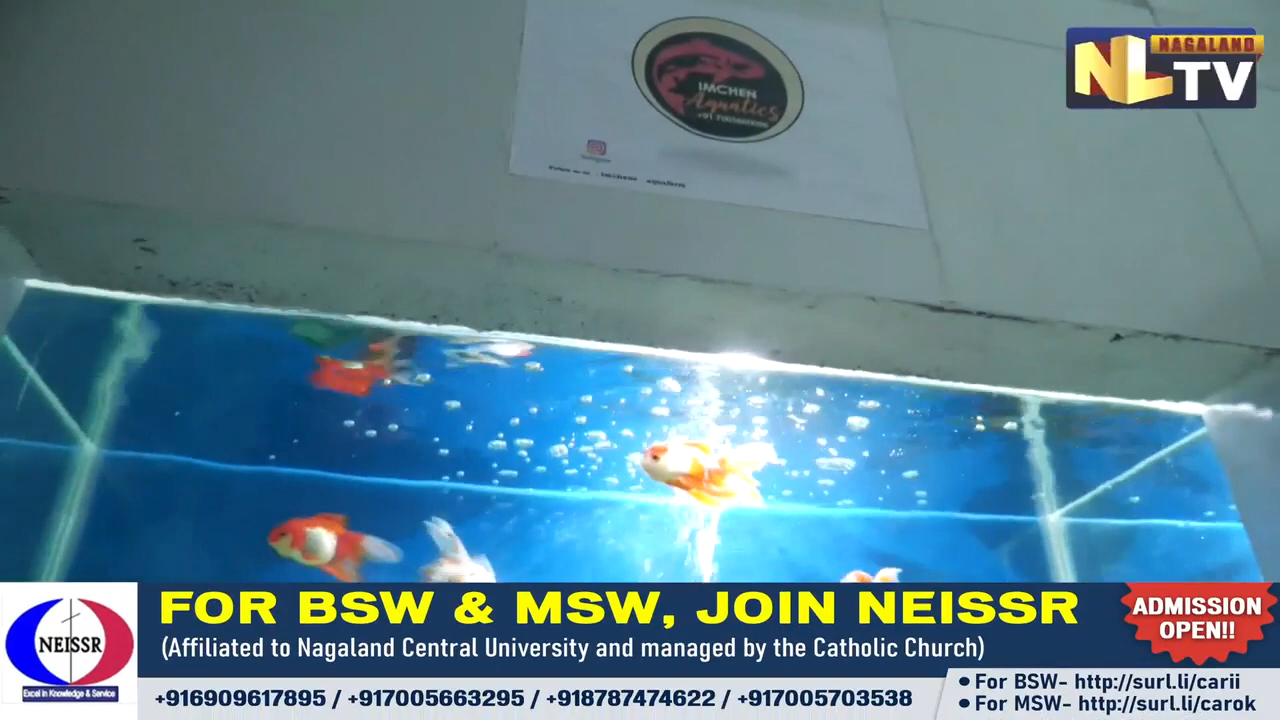 NAGALAND
NLTV
IMCHEN
Aquatics
NEISSR
Excel in Knowledge & Service
FOR BSW & MSW, JOIN NEISSR
(Affiliated to Nagaland Central University and managed by the Catholic Church)
ADMISSION
OPEN!!
+916909617895 / +917005663295 / +918787474622 / +917005703538
• For BSW- http://surl.li/carii
• For MSW- http://surl.li/carok